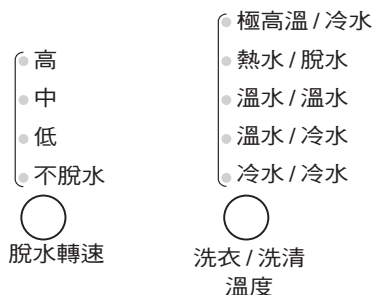 高
中
低
不脫水
脫水轉速
極高溫 / 冷水
熱水 / 脫水
溫水 / 溫水
溫水 / 冷水
冷水 / 冷水
洗衣 / 洗清
溫度